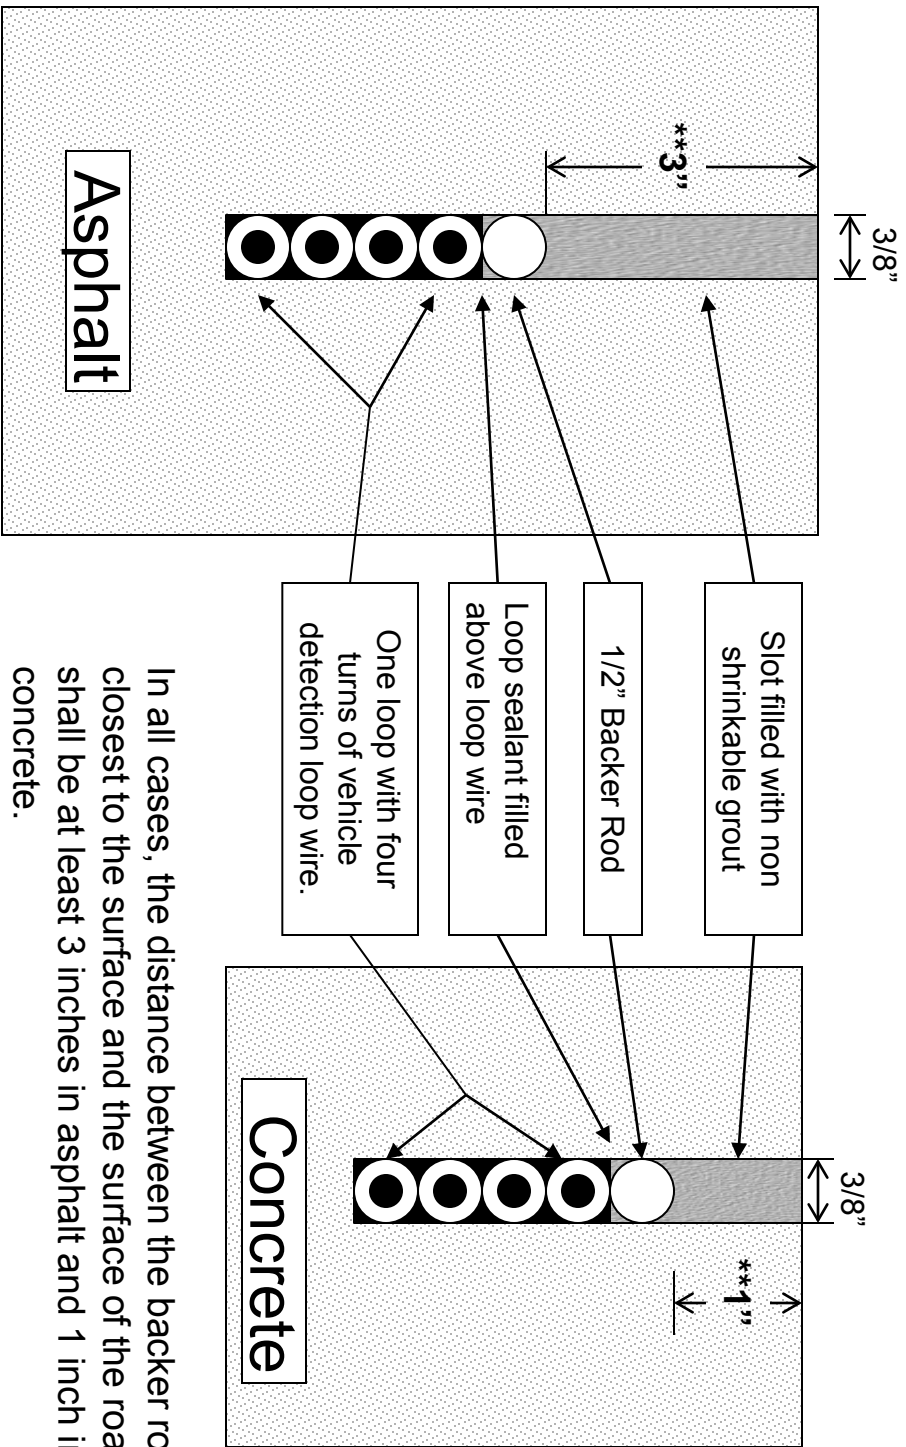 3/8”
**3”
Asphalt
Slot filled with non
shrinkable grout
1/2” Backer Rod
Loop sealant filled
above loop wire
One loop with four
turns of vehicle
detection loop wire.
3/8”
**1”
Concrete
In all cases, the distance between the backer
closest to the surface and the surface of the
shall be at least 3 inches in asphalt and 1 inch
concrete.